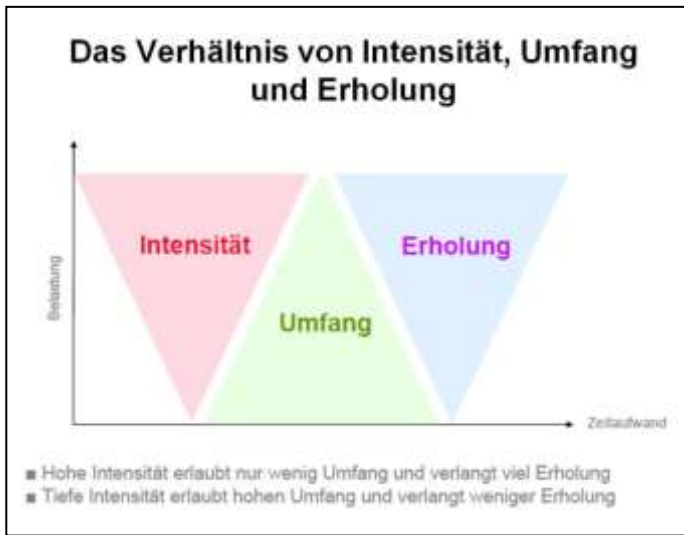 Das Verhältnis von Intensität, Umfang
und Erholung
Belastung
Intensität
Erholung
Umfang
Zeitaufwand
■ Hohe Intensität erlaubt nur wenig Umfang und verlangt viel Erholung
■ Tiefe Intensität erlaubt hohen Umfang und verlangt weniger Erholung